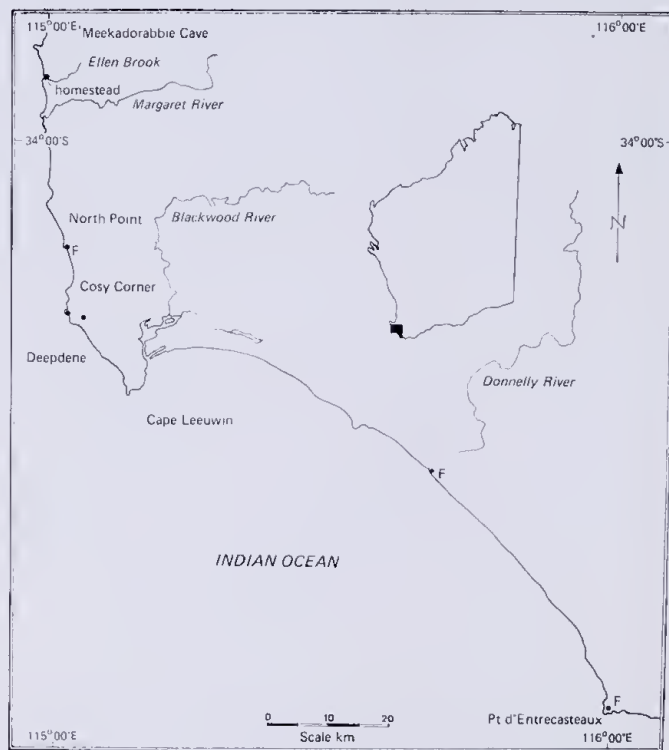 115°00'E
116°00'E
Meekadorabbie Cave
Ellen Brook
homestead
Margaret River
34°00'S
34°00'S
N
North Point
Blackwood River
F
Cosy Corner
Deepdene
Donnelly River
Cape Leeuwin
F
INDIAN OCEAN
F
Pt d'Entrecasteaux
0 10 20
Scale km
115°00'E
116°00'E